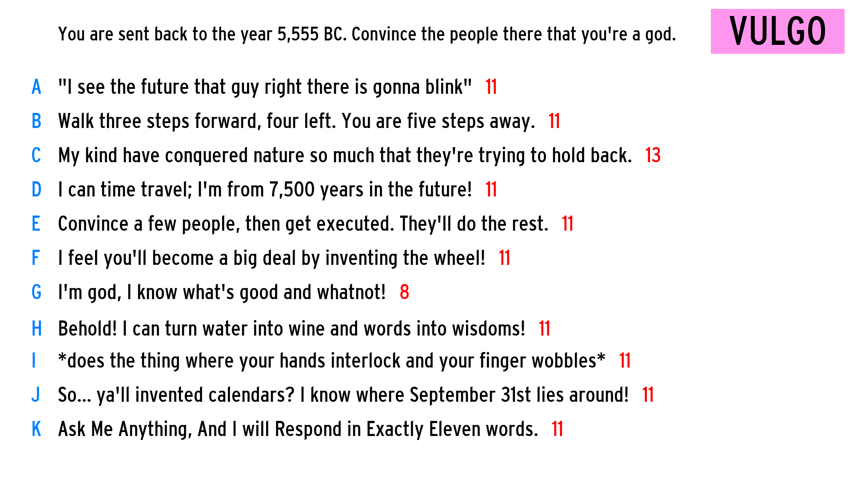 You are sent back to the year 5,555 BC. Convince the people there that you're a god.
VULGO
A "I see the future that guy right there is gonna blink" 11
B Walk three steps forward, four left. You are five steps away. 11
C My kind have conquered nature so much that they're trying to hold back. 13
D I can time travel; I'm from 7,500 years in the future! 11
E Convince a few people, then get executed. They'll do the rest. 11
F I feel you'll become a big deal by inventing the wheel! 11
G I'm god, I know what's good and whatnot! 8
H Behold! I can turn water into wine and words into wisdoms! 11
I *does the thing where your hands interlock and your finger wobbles* 11
J So... ya'll invented calendars? I know where September 31st lies around! 11
K Ask Me Anything, And I will Respond in Exactly Eleven words. 11